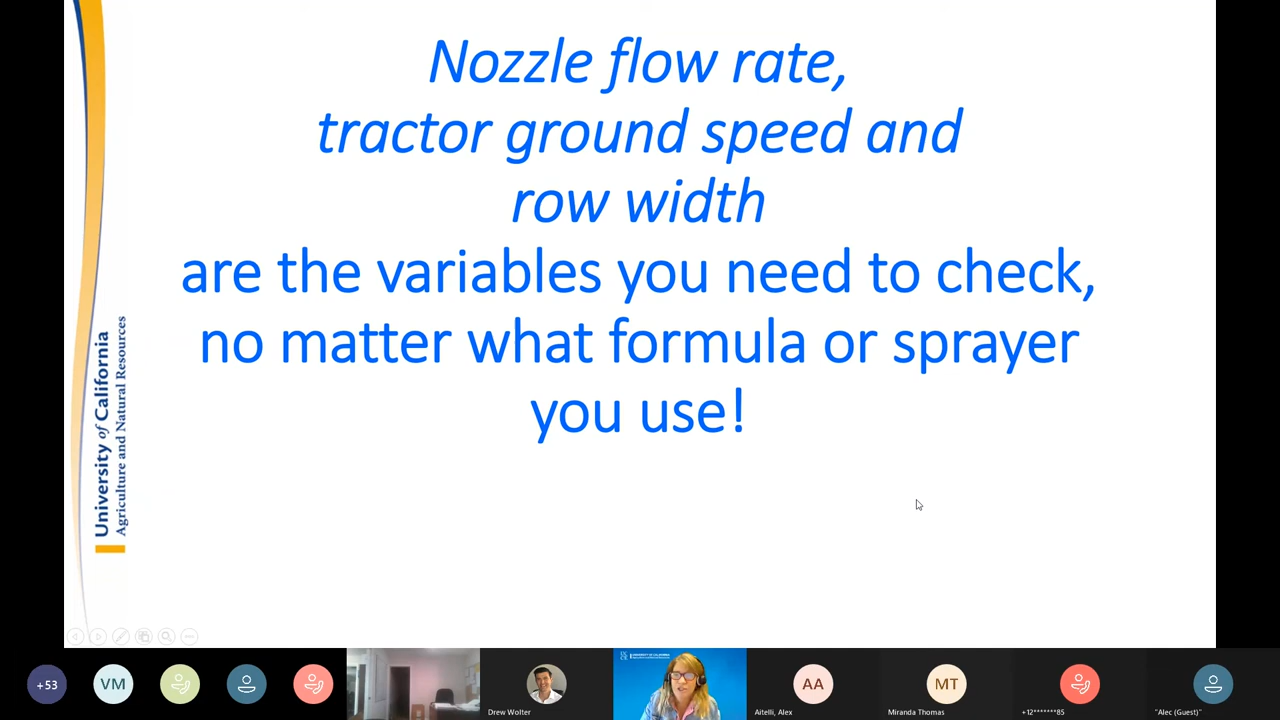 Nozzle flow rate,
tractor ground speed and
row width
are the variables you need to check,
no matter what formula or sprayer
you use!
University of California
Agriculture and Natural Resources
+53
VM
AA
MT
Drew Wolter
Aitelli, Alex
Miranda Thomas
+12*******85
"Alec (Guest)"